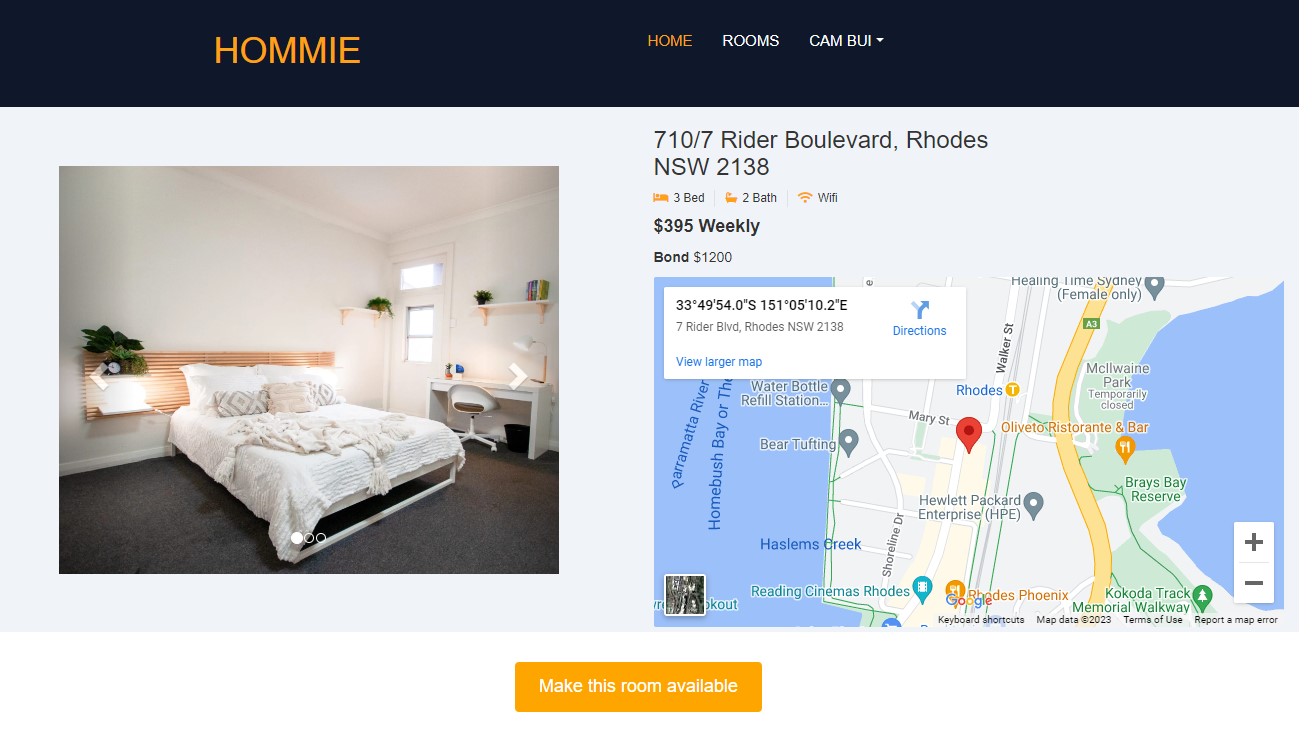 HOMMIE
HOME
ROOMS
CAM BUI
710/7 Rider Boulevard, Rhodes
NSW 2138
3 Bed
2 Bath
Wifi
$395 Weekly
Bond $1200
33°49'54.0"S 151°05'10.2"E
7 Rider Blvd, Rhodes NSW 2138
Directions
View larger map
Healing Time Sydney
(Female only)
A3
Walker St
McIlwaine
Park
Temporarily
closed
Rhodes
T
Water Bottle
Refill Station...
Parramatta River
Homebush Bay or The
Mary St
Oliveto Ristorante & Bar
Bear Tufting
Brays Bay
Reserve
Hewlett Packard
Enterprise (HPE)
Haslems Creek
Shoreline Dr
Reading Cinemas Rhodes
Rhodes Phoenix
Google
Kokoda Track
Memorial Walkway
Keyboard shortcuts
Map data ©2023
Terms of Use
Report a map error
Make this room available